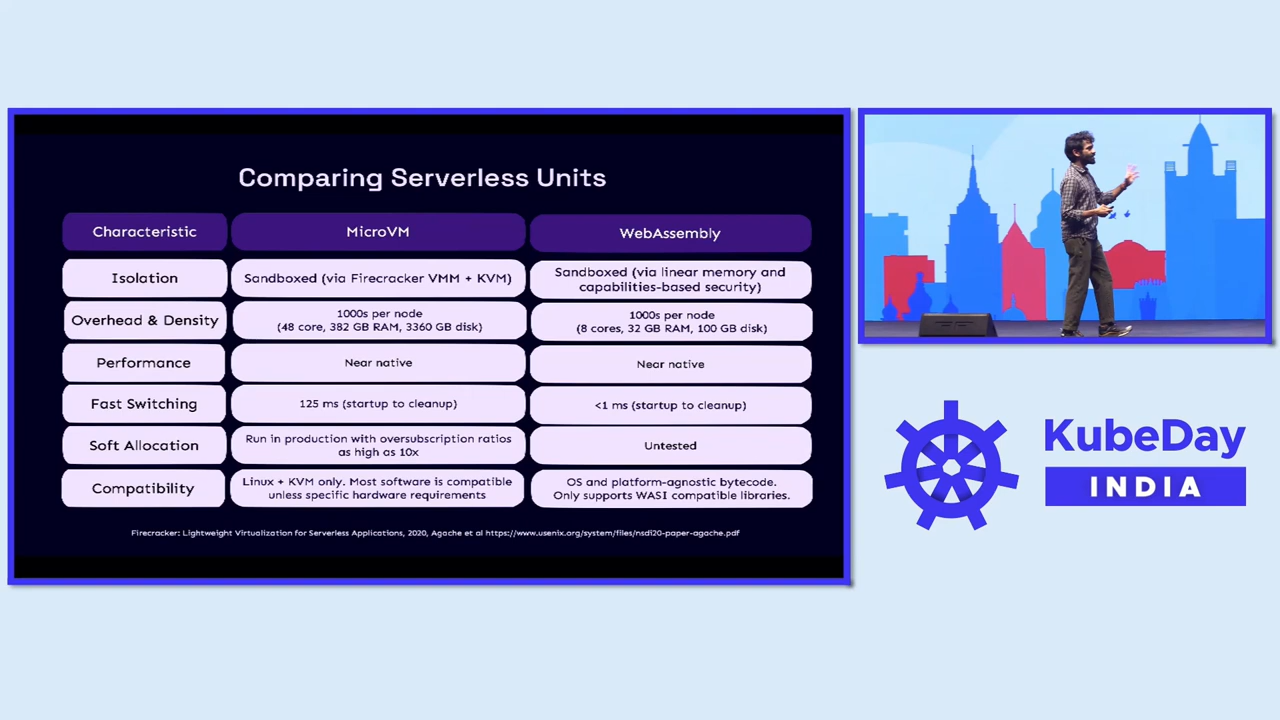 Comparing Serverless Units
Characteristic
MicroVM
WebAssembly
Isolation
Sandboxed (via Firecracker VMM + KVM)
Sandboxed (via linear memory and
capabilities-based security)
Overhead & Density
1000s per node
(48 core, 382 GB RAM, 3360 GB disk)
1000s per node
(8 cores, 32 GB RAM, 100 GB disk)
Performance
Near native
Near native
Fast Switching
125 ms (startup to cleanup)
<1 ms (startup to cleanup)
Soft Allocation
Run in production with oversubscription ratios
as high as 10x
Untested
Compatibility
Linux + KVM only. Most software is compatible
unless specific hardware requirements
OS and platform-agnostic bytecode.
Only supports WASI compatible libraries.
Firecracker: Lightweight Virtualization for Serverless Applications, 2020, Agache et al https://www.usenix.org/system/files/nsdi20-paper-agache.pdf
KubeDay
INDIA